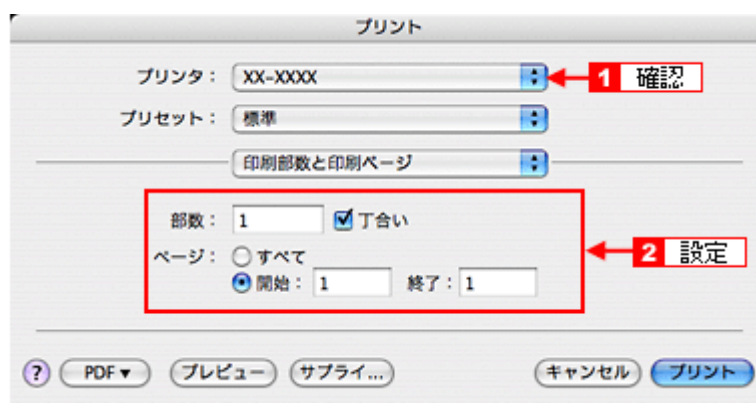 プリント
プリンタ： XX-XXXX 1 確認
プリセット： 標準
印刷部数と印刷ページ
部数： 1 丁合い
ページ： すべて
開始： 1 終了： 1
2 設定
? PDF▼ プレビュー サプライ... キャンセル プリント